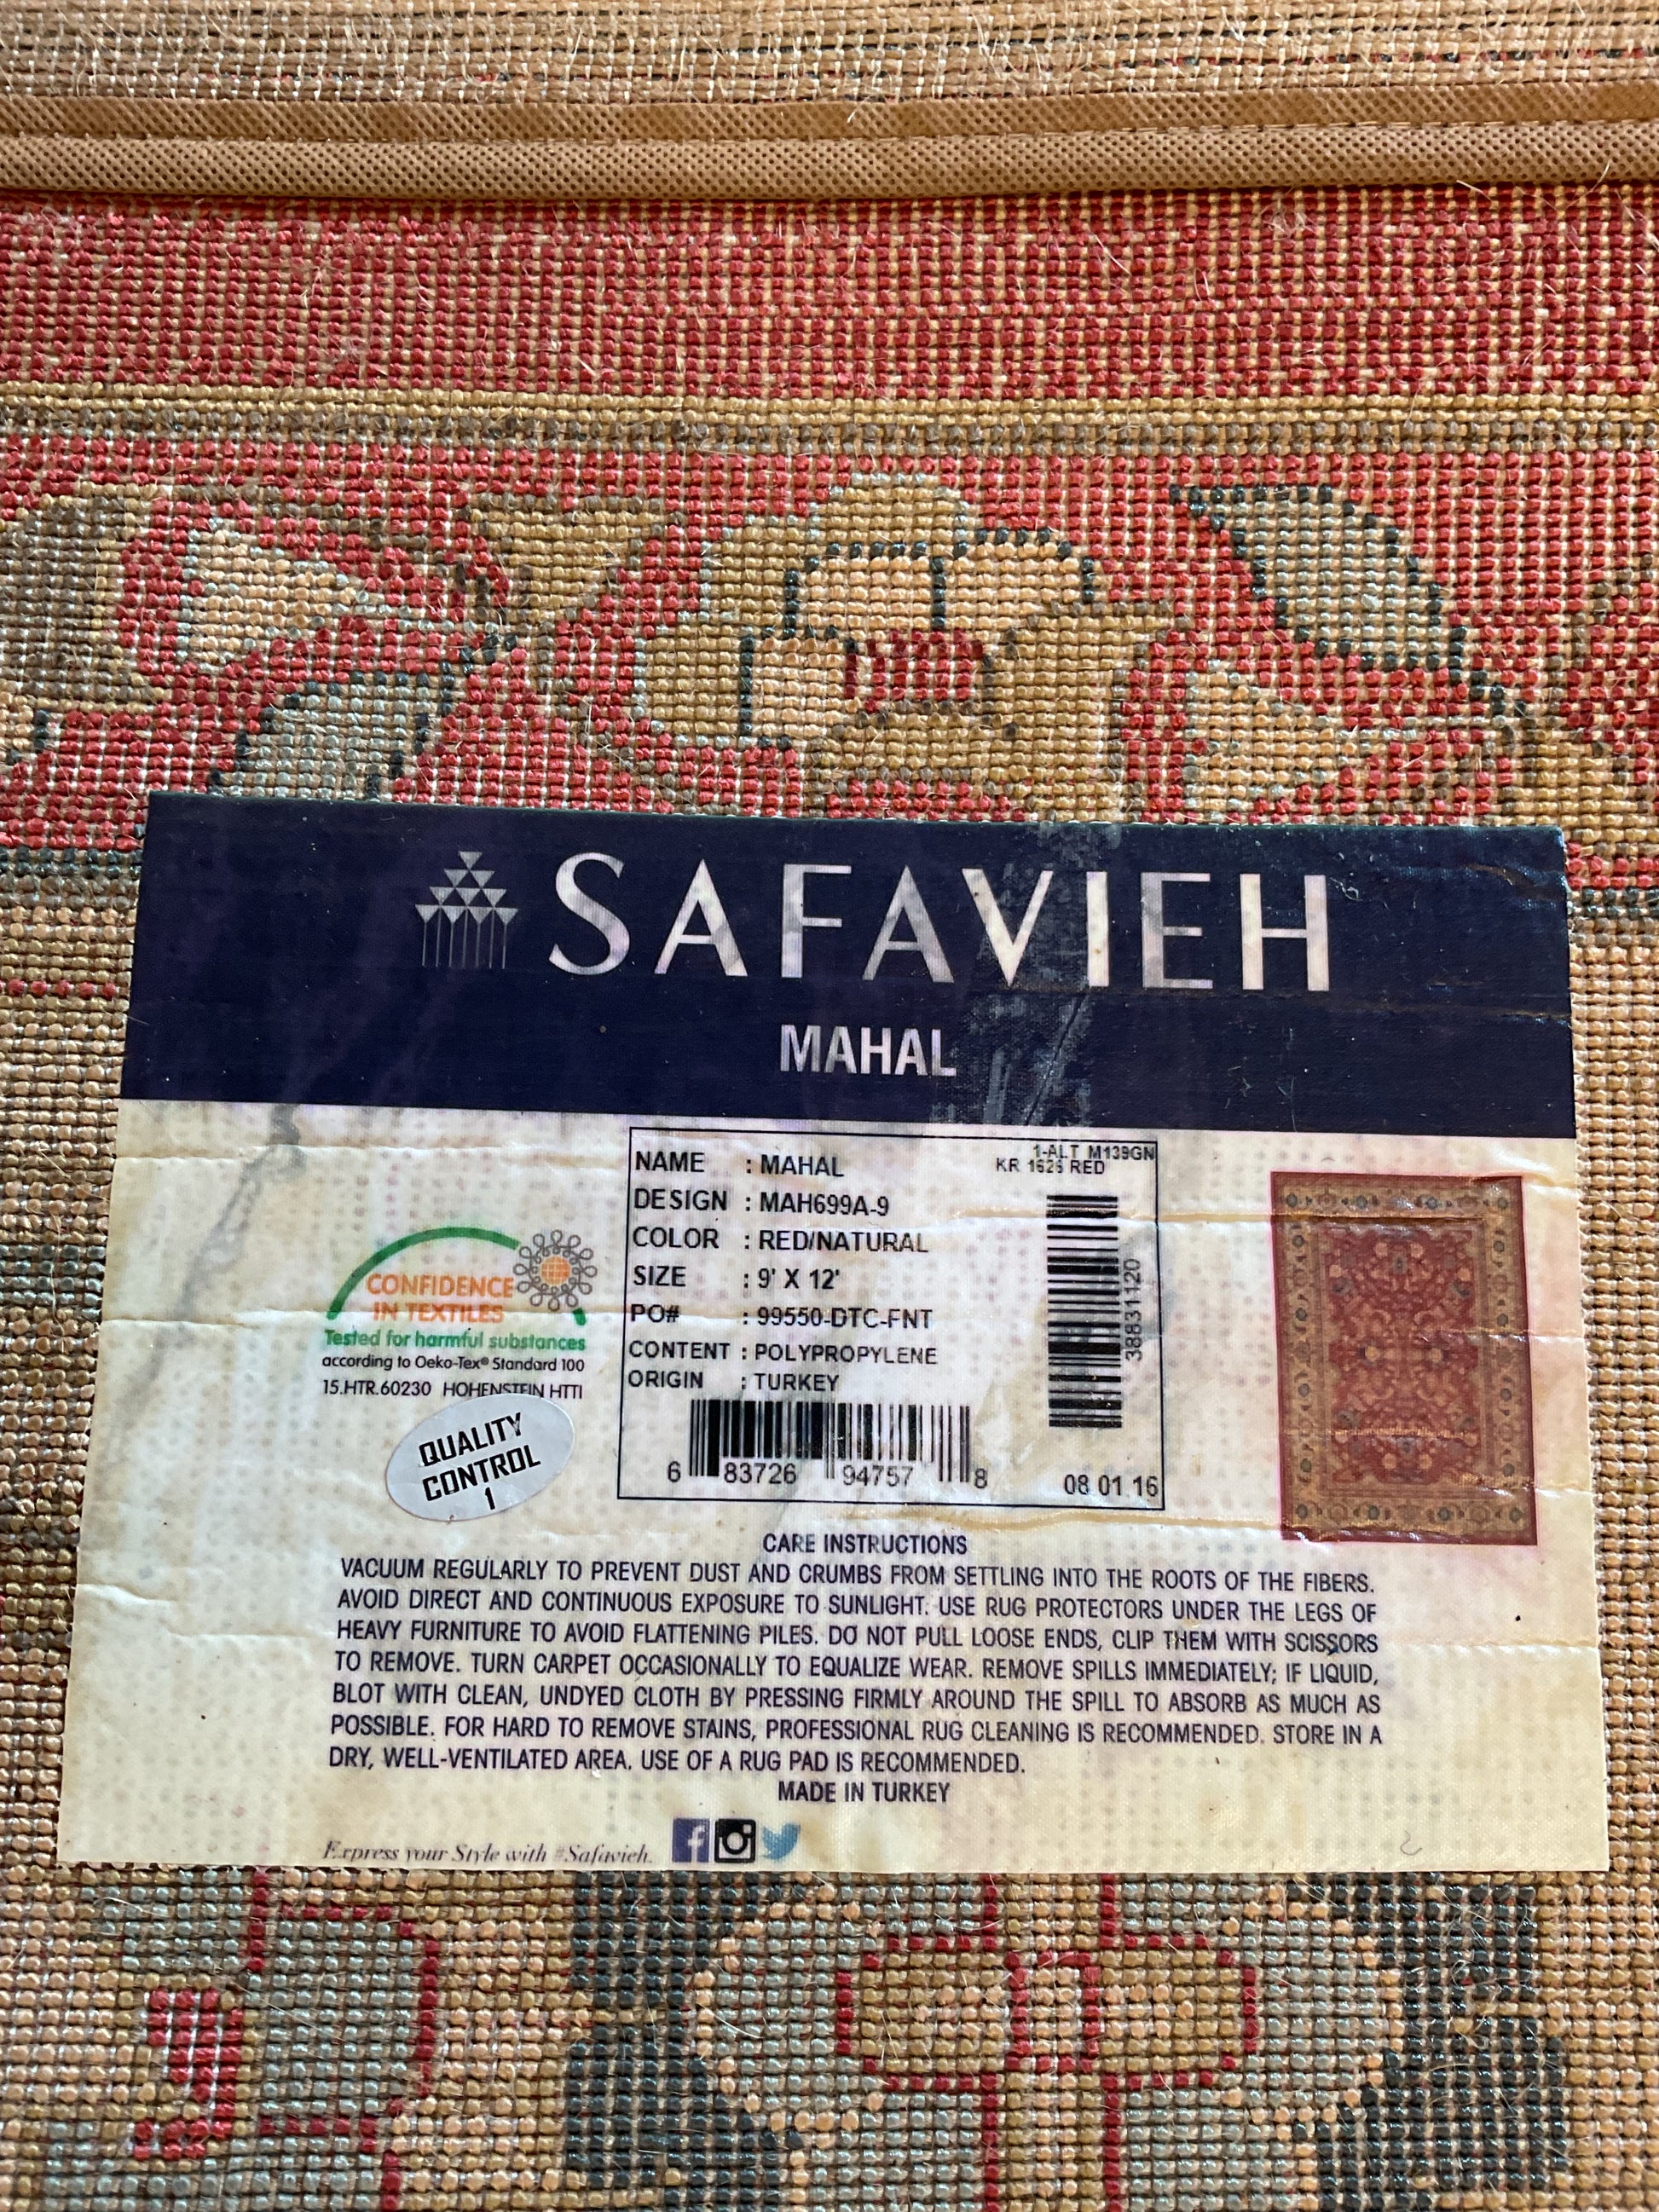 SAFAVIEH
MAHAL
1-ALT M139GN
KR 1626 RED
NAME : MAHAL
DESIGN : MAH699A-9
COLOR : RED/NATURAL
SIZE : 9' X 12'
PO# : 99550-DTC-FNT
CONTENT : POLYPROPYLENE
ORIGIN : TURKEY
38831120
6 83726 94757 8
08 01 16
CONFIDENCE
IN TEXTILES
Tested for harmful substances
according to Oeko-Tex® Standard 100
15.HTR.60230 HOHENSTEIN HTTI
QUALITY
CONTROL
1
CARE INSTRUCTIONS
VACUUM REGULARLY TO PREVENT DUST AND CRUMBS FROM SETTLING INTO THE ROOTS OF THE FIBERS.
AVOID DIRECT AND CONTINUOUS EXPOSURE TO SUNLIGHT. USE RUG PROTECTORS UNDER THE LEGS OF
HEAVY FURNITURE TO AVOID FLATTENING PILES. DO NOT PULL LOOSE ENDS, CLIP THEM WITH SCISSORS
TO REMOVE. TURN CARPET OCCASIONALLY TO EQUALIZE WEAR. REMOVE SPILLS IMMEDIATELY; IF LIQUID,
BLOT WITH CLEAN, UNDYED CLOTH BY PRESSING FIRMLY AROUND THE SPILL TO ABSORB AS MUCH AS
POSSIBLE. FOR HARD TO REMOVE STAINS, PROFESSIONAL RUG CLEANING IS RECOMMENDED. STORE IN A
DRY, WELL-VENTILATED AREA. USE OF A RUG PAD IS RECOMMENDED.
MADE IN TURKEY
Express your Style with #Safavieh.